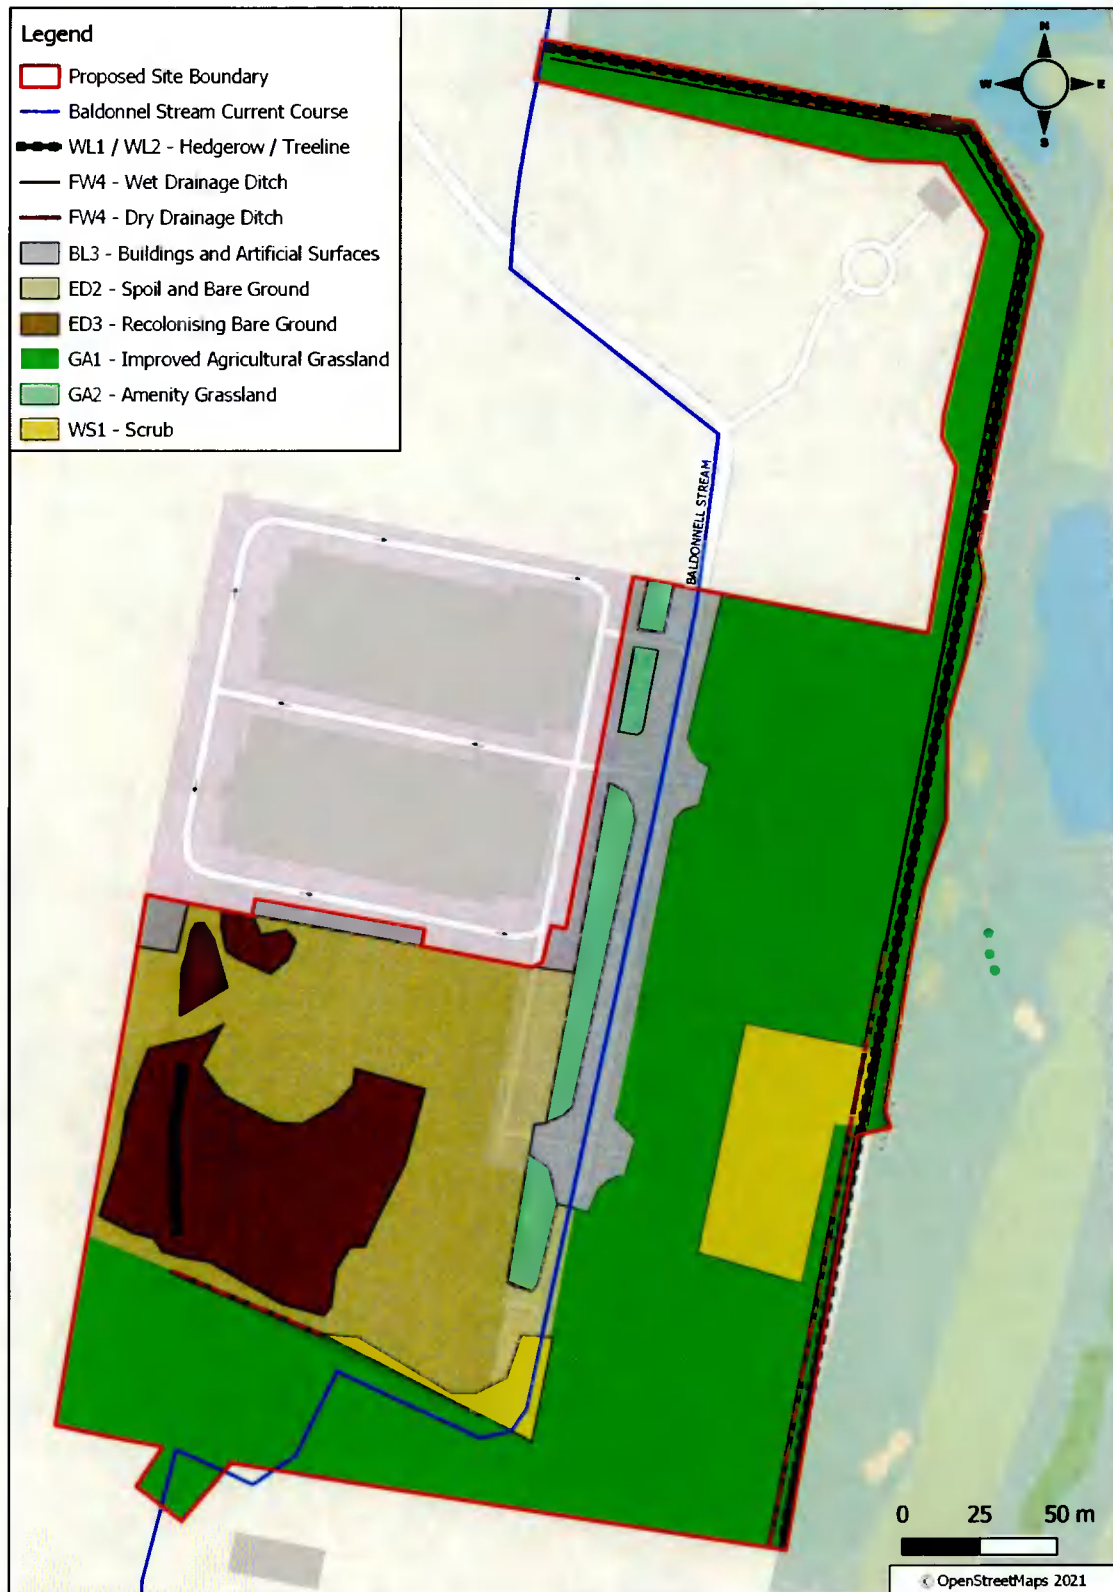 Legend
Proposed Site Boundary
Baldonnel Stream Current Course
WL1 / WL2 - Hedgerow / Treeline
FW4 - Wet Drainage Ditch
FW4 - Dry Drainage Ditch
BL3 - Buildings and Artificial Surfaces
ED2 - Spoil and Bare Ground
ED3 - Recolonising Bare Ground
GA1 - Improved Agricultural Grassland
GA2 - Amenity Grassland
WS1 - Scrub
N
W E
S
BALDONNELL STREAM
0 25 50 m
© OpenStreetMaps 2021